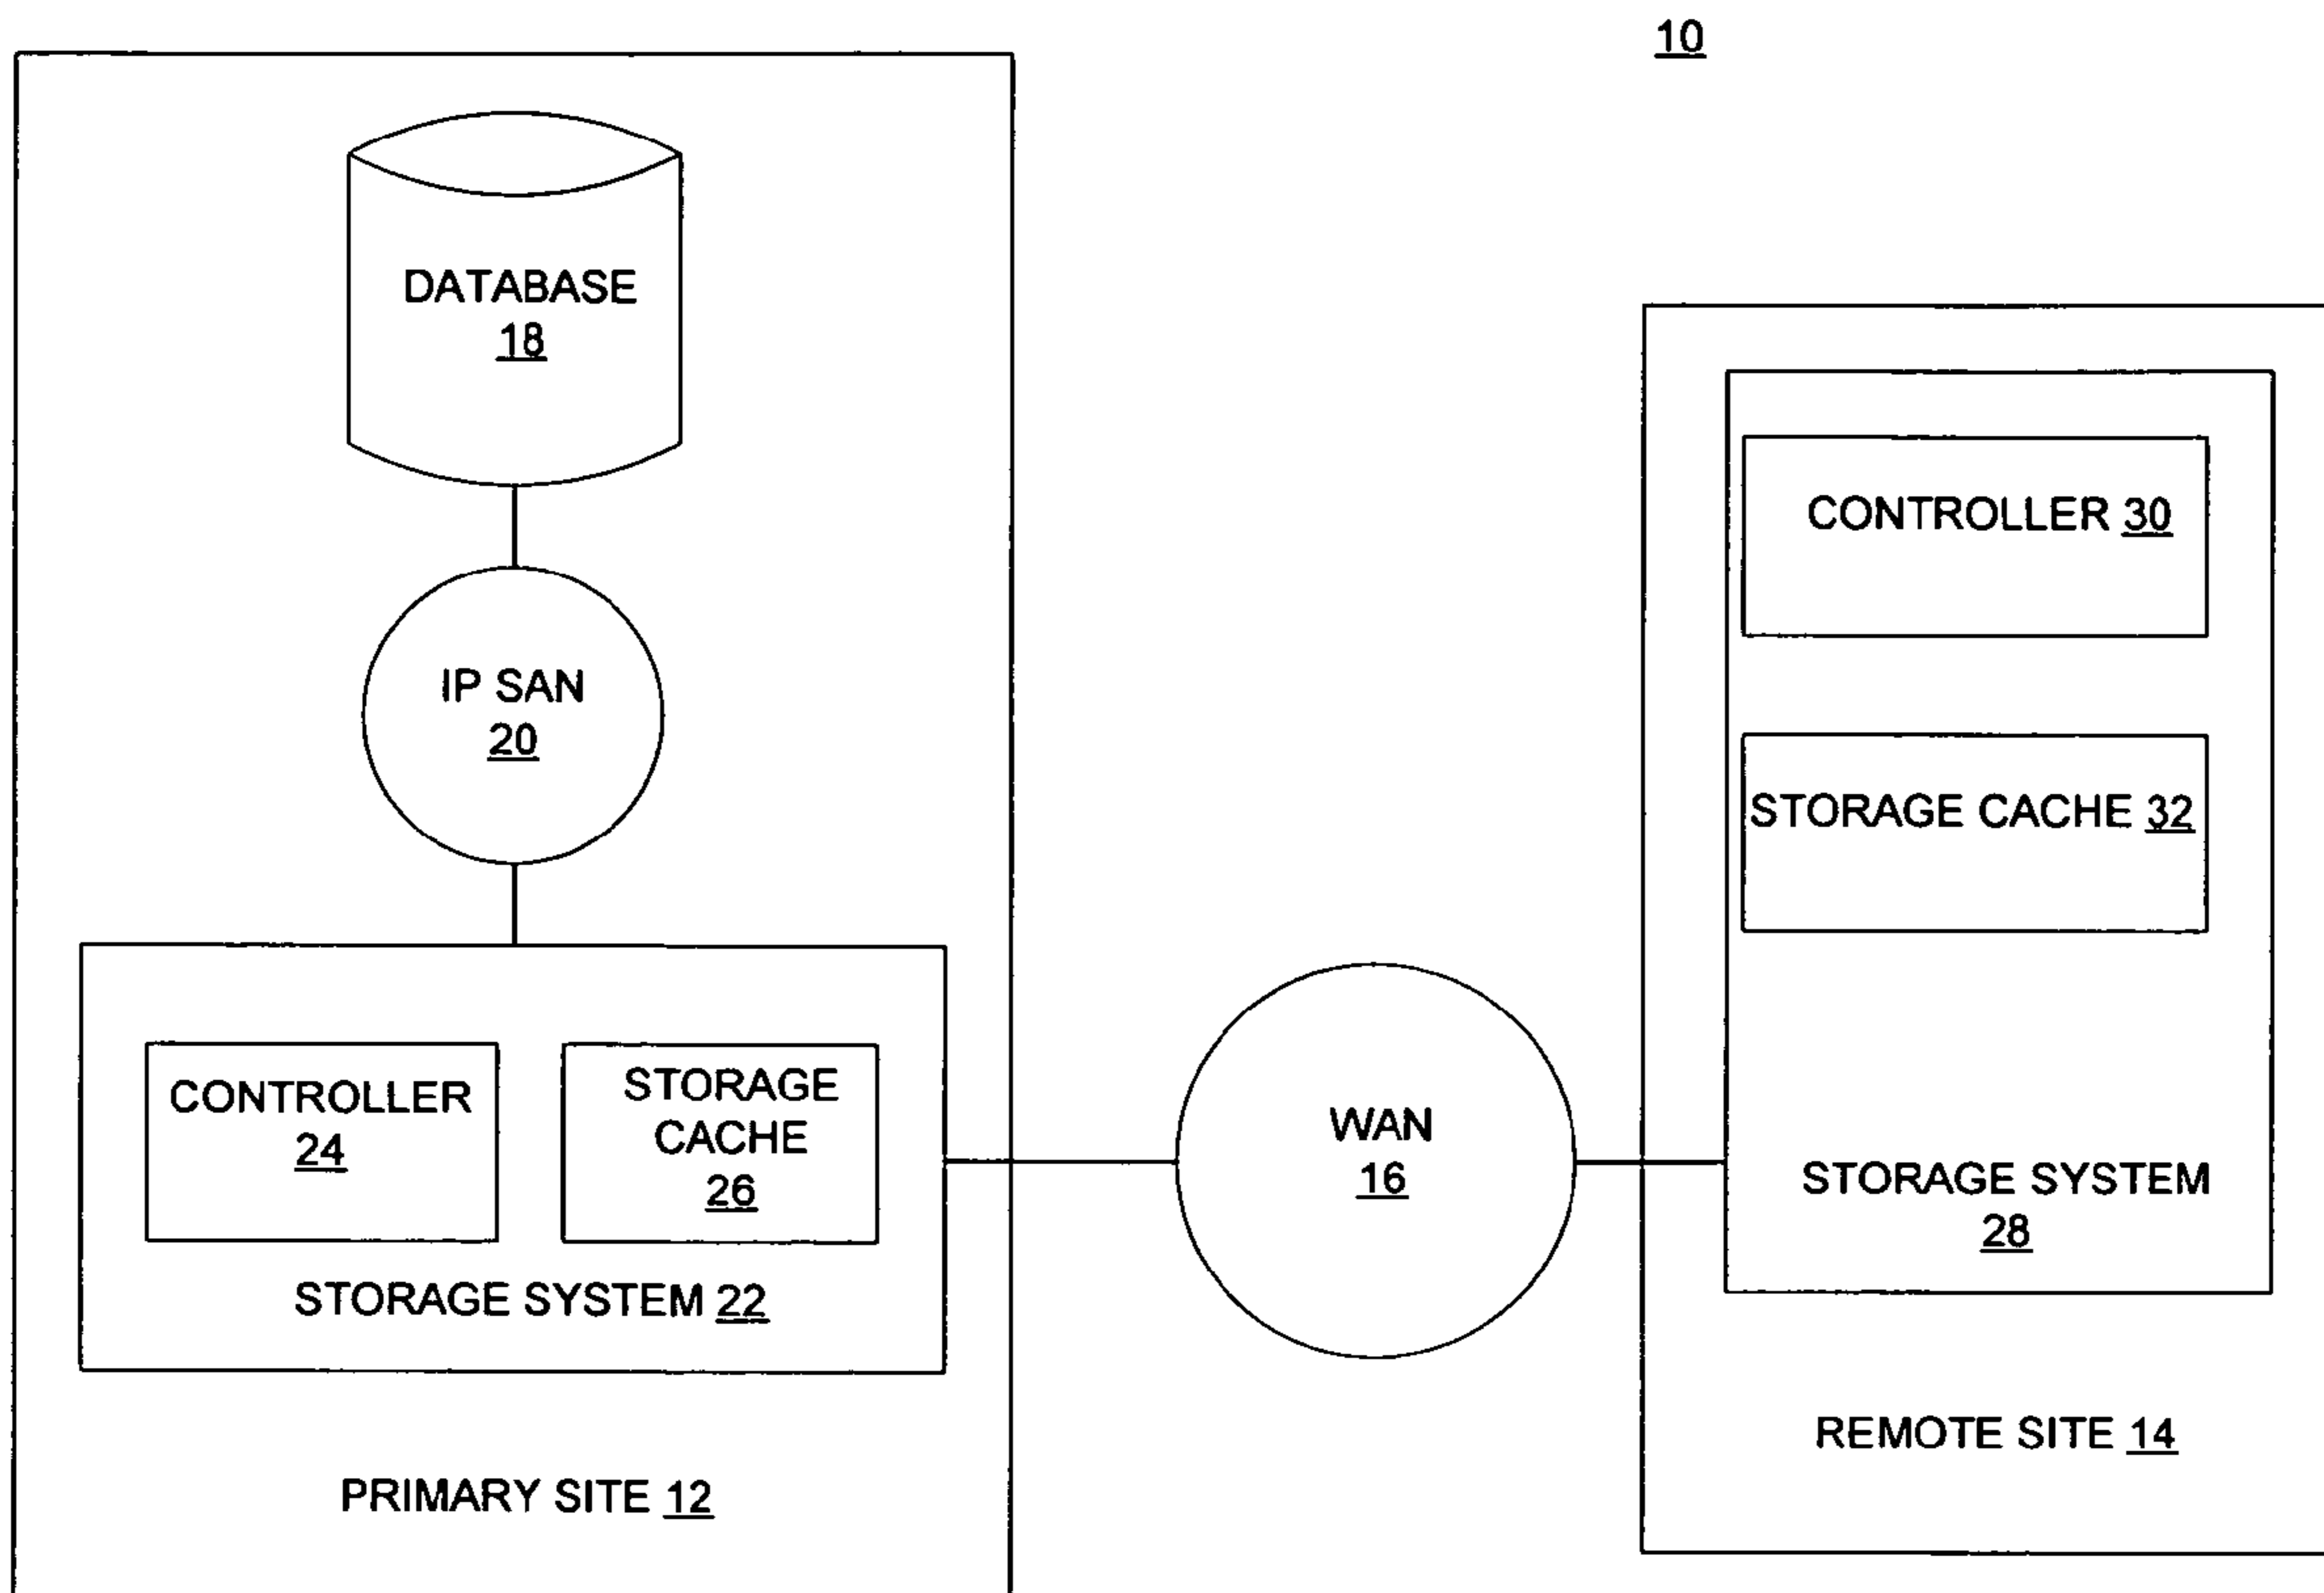 10
DATABASE
18
IP SAN
20
CONTROLLER
24
STORAGE
CACHE
26
STORAGE SYSTEM 22
PRIMARY SITE 12
WAN
16
CONTROLLER 30
STORAGE CACHE 32
STORAGE SYSTEM
28
REMOTE SITE 14